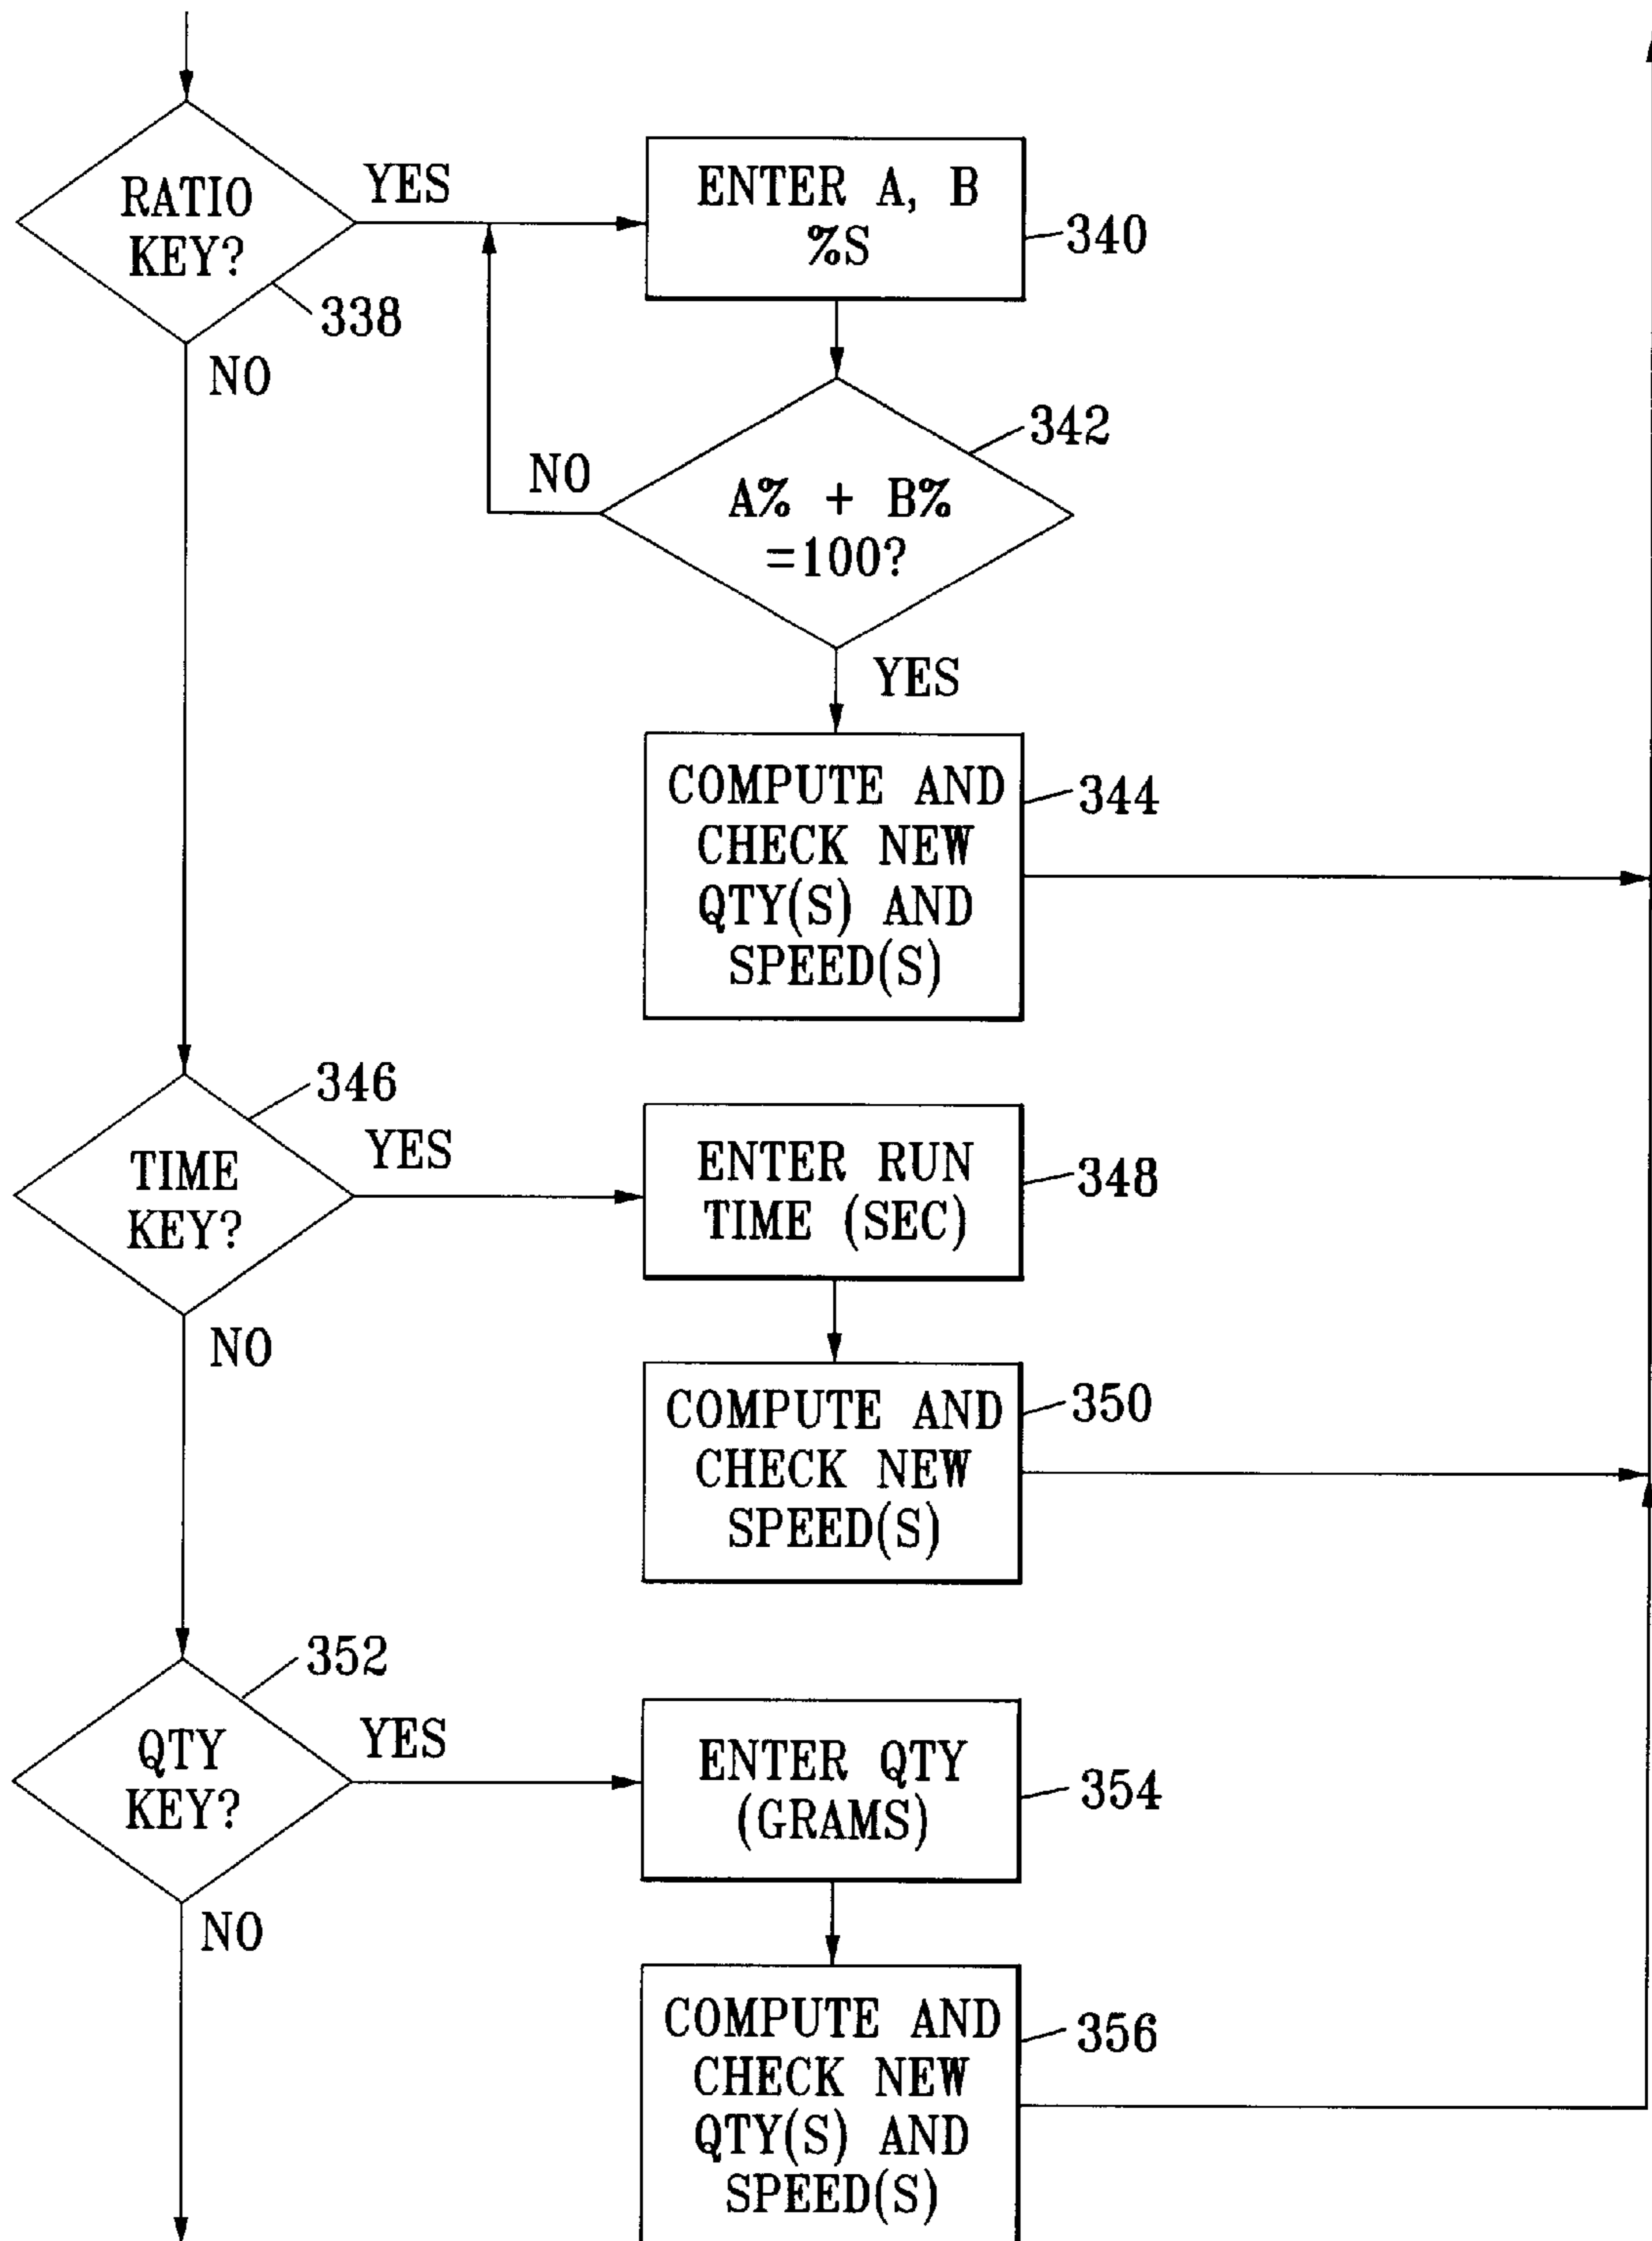 RATIO
KEY?
YES
338
NO
ENTER A, B
%S
340
342
NO
A% + B%
=100?
YES
COMPUTE AND
CHECK NEW
QTY(S) AND
SPEED(S)
344
346
TIME
KEY?
YES
NO
ENTER RUN
TIME (SEC)
348
COMPUTE AND
CHECK NEW
SPEED(S)
350
352
QTY
KEY?
YES
NO
ENTER QTY
(GRAMS)
354
COMPUTE AND
CHECK NEW
QTY(S) AND
SPEED(S)
356